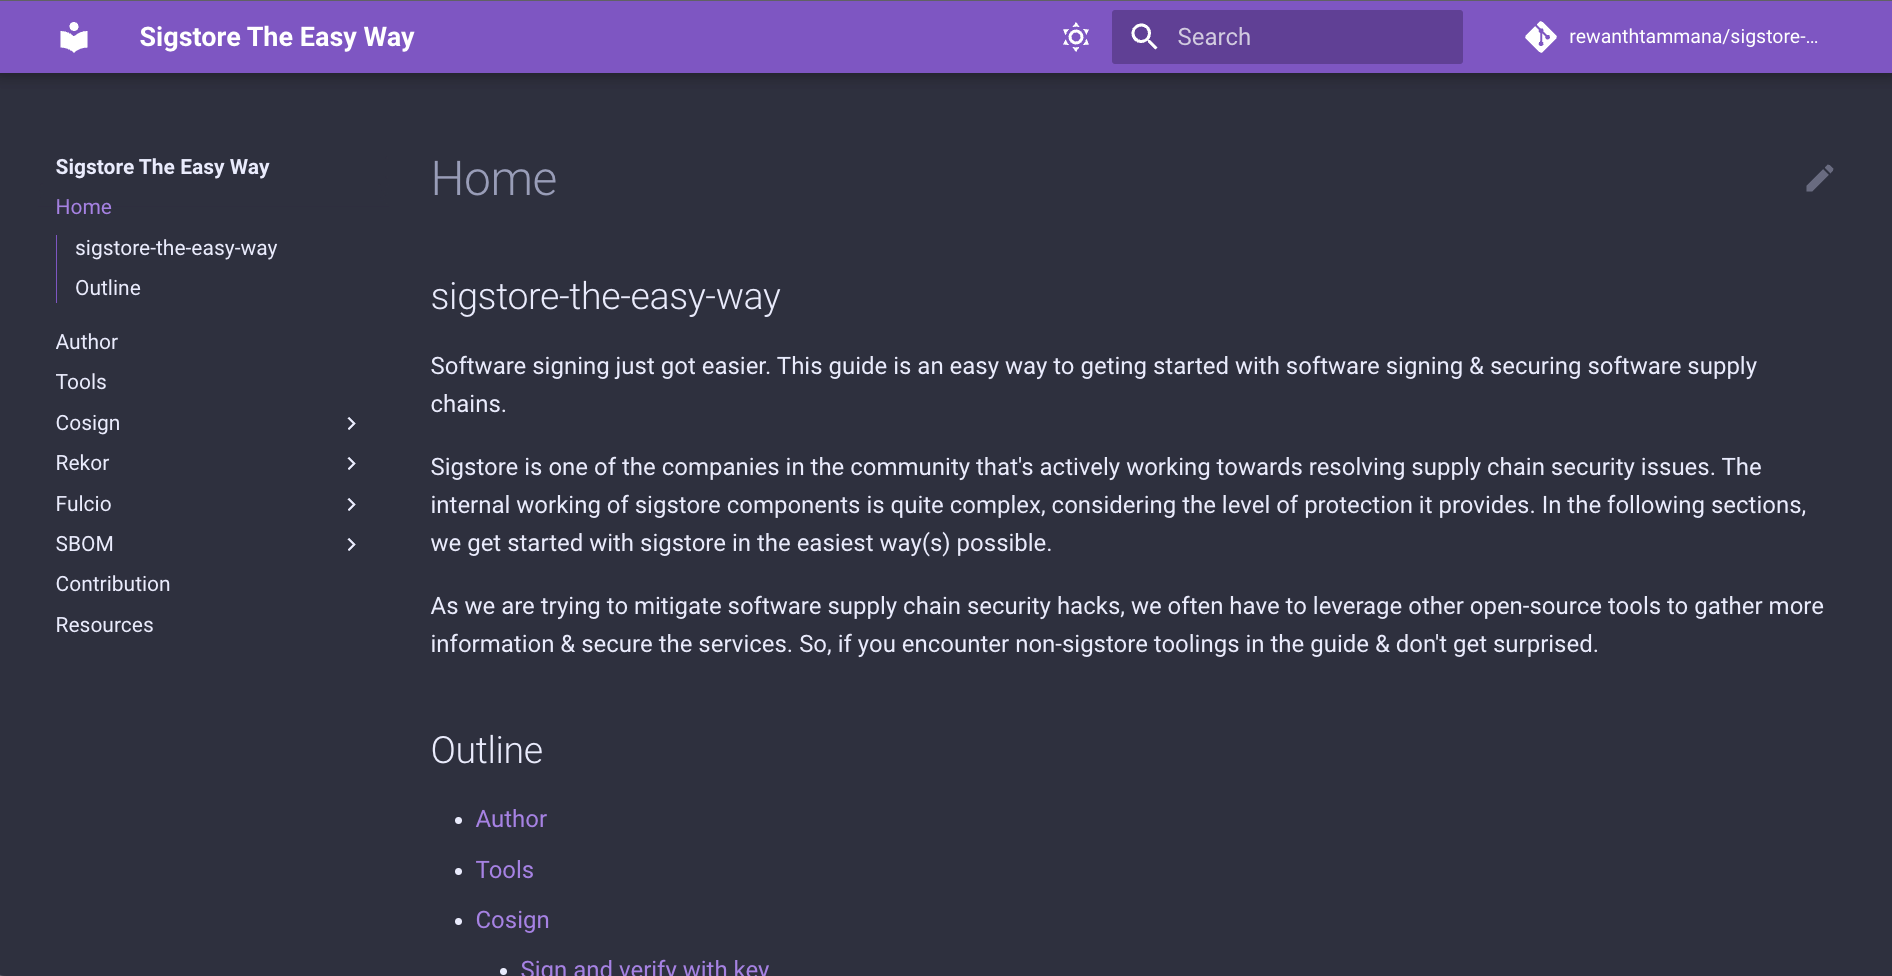 Sigstore The Easy Way
Search
rewanthtammana/sigstore-...
Sigstore The Easy Way
Home
sigstore-the-easy-way
Outline
Author
Tools
Cosign
Rekor
Fulcio
SBOM
Contribution
Resources
Home
sigstore-the-easy-way
Software signing just got easier. This guide is an easy way to geting started with software signing & securing software supply
chains.
Sigstore is one of the companies in the community that's actively working towards resolving supply chain security issues. The
internal working of sigstore components is quite complex, considering the level of protection it provides. In the following sections,
we get started with sigstore in the easiest way(s) possible.
As we are trying to mitigate software supply chain security hacks, we often have to leverage other open-source tools to gather more
information & secure the services. So, if you encounter non-sigstore toolings in the guide & don't get surprised.
Outline
Author
Tools
Cosign
Sign and verify with key